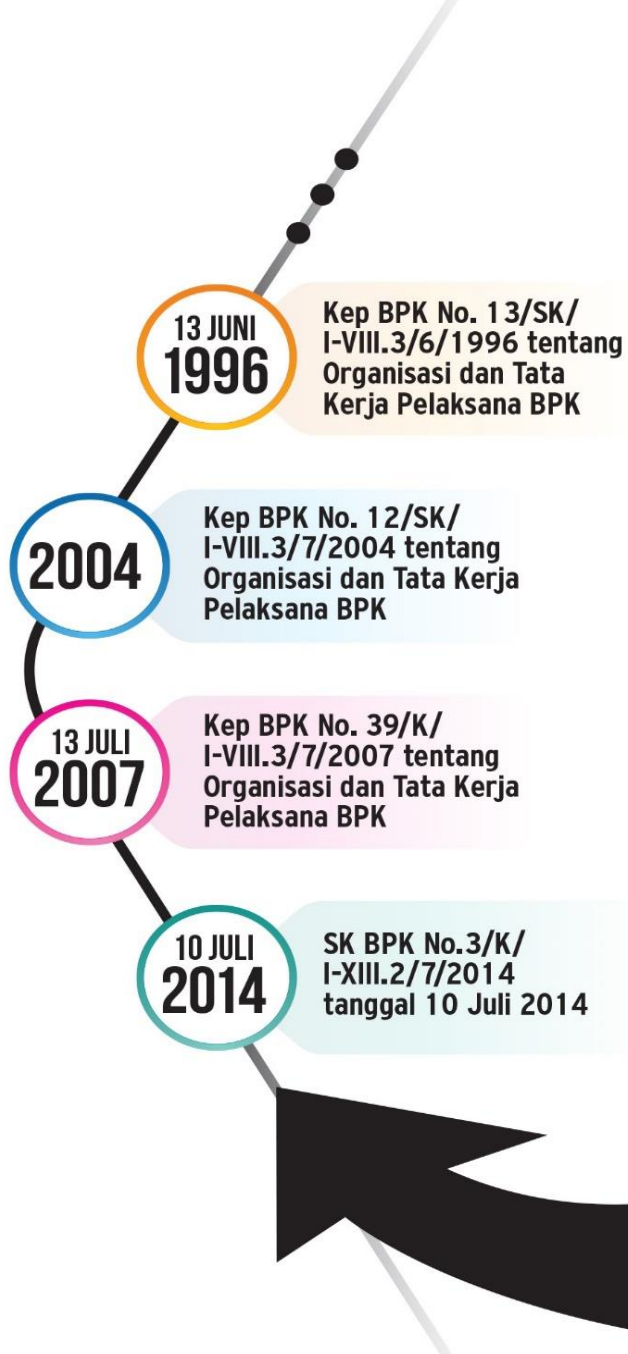 13 JUNI
1996
Kep BPK No. 13/SK/
I-VIII.3/6/1996 tentang
Organisasi dan Tata
Kerja Pelaksana BPK
2004
Kep BPK No. 12/SK/
I-VIII.3/7/2004 tentang
Organisasi dan Tata Kerja
Pelaksana BPK
13 JULI
2007
Kep BPK No. 39/K/
I-VIII.3/7/2007 tentang
Organisasi dan Tata Kerja
Pelaksana BPK
10 JULI
2014
SK BPK No.3/K/
I-XIII.2/7/2014
tanggal 10 Juli 2014